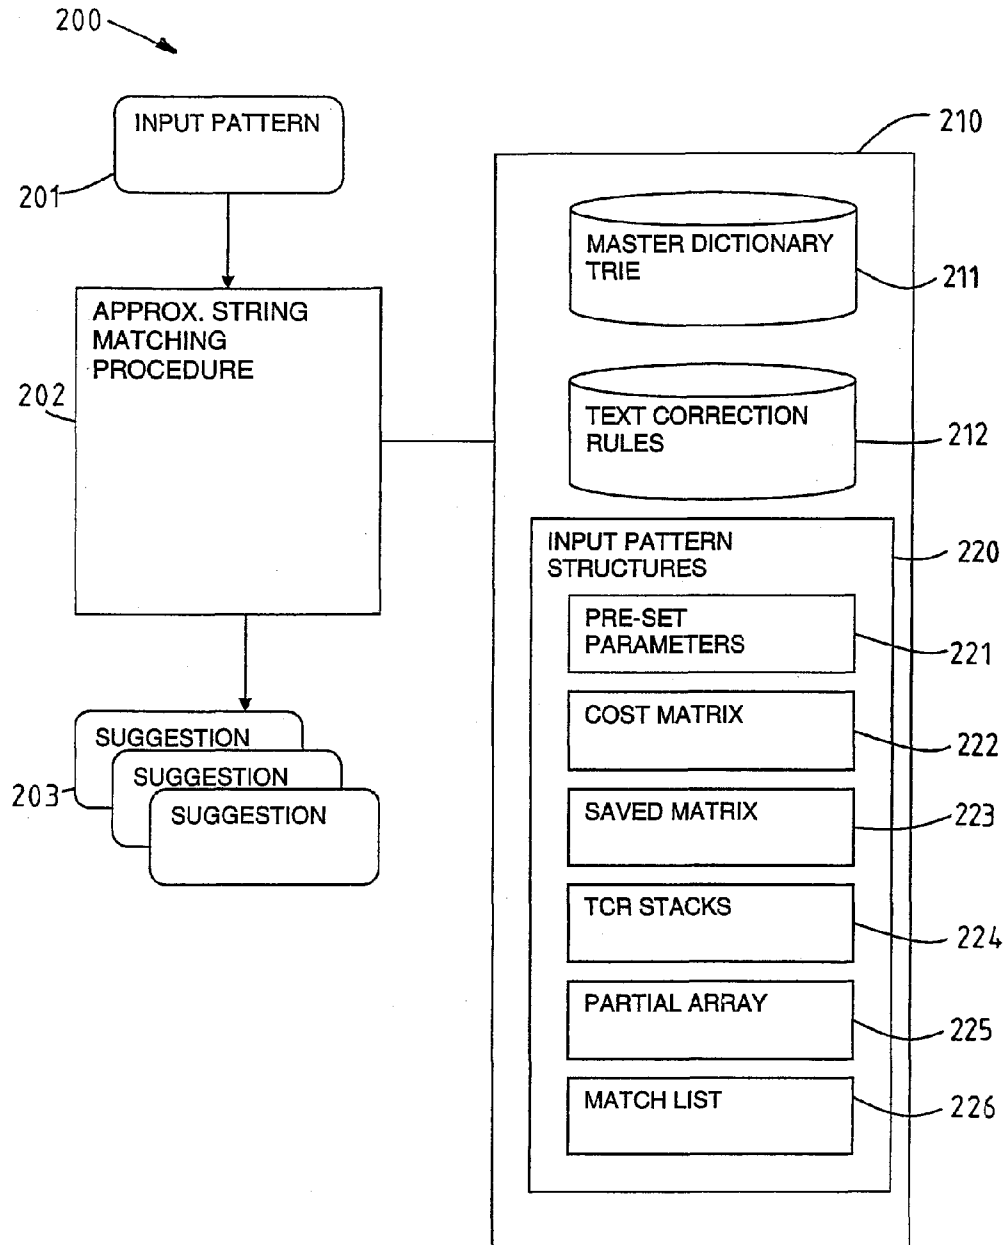 200
INPUT PATTERN
201
APPROX. STRING
MATCHING
PROCEDURE
202
SUGGESTION
SUGGESTION
SUGGESTION
203
210
MASTER DICTIONARY
TRIE
211
TEXT CORRECTION
RULES
212
INPUT PATTERN
STRUCTURES
220
PRE-SET
PARAMETERS
221
COST MATRIX
222
SAVED MATRIX
223
TCR STACKS
224
PARTIAL ARRAY
225
MATCH LIST
226